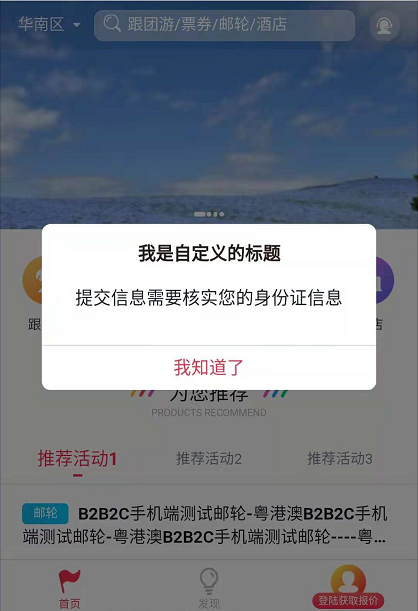 华南区
跟团游/票券/邮轮/酒店
我是自定义的标题
提交信息需要核实您的身份证信息
跟
店
我知道了
为您推荐
PRODUCTS RECOMMEND
推荐活动1
推荐活动2
推荐活动3
邮轮 B2B2C手机端测试邮轮-粤港澳B2B2C手机
端测试邮轮-粤港澳B2B2C手机端测试邮轮----粤...
首页
发现
登陆获取报价